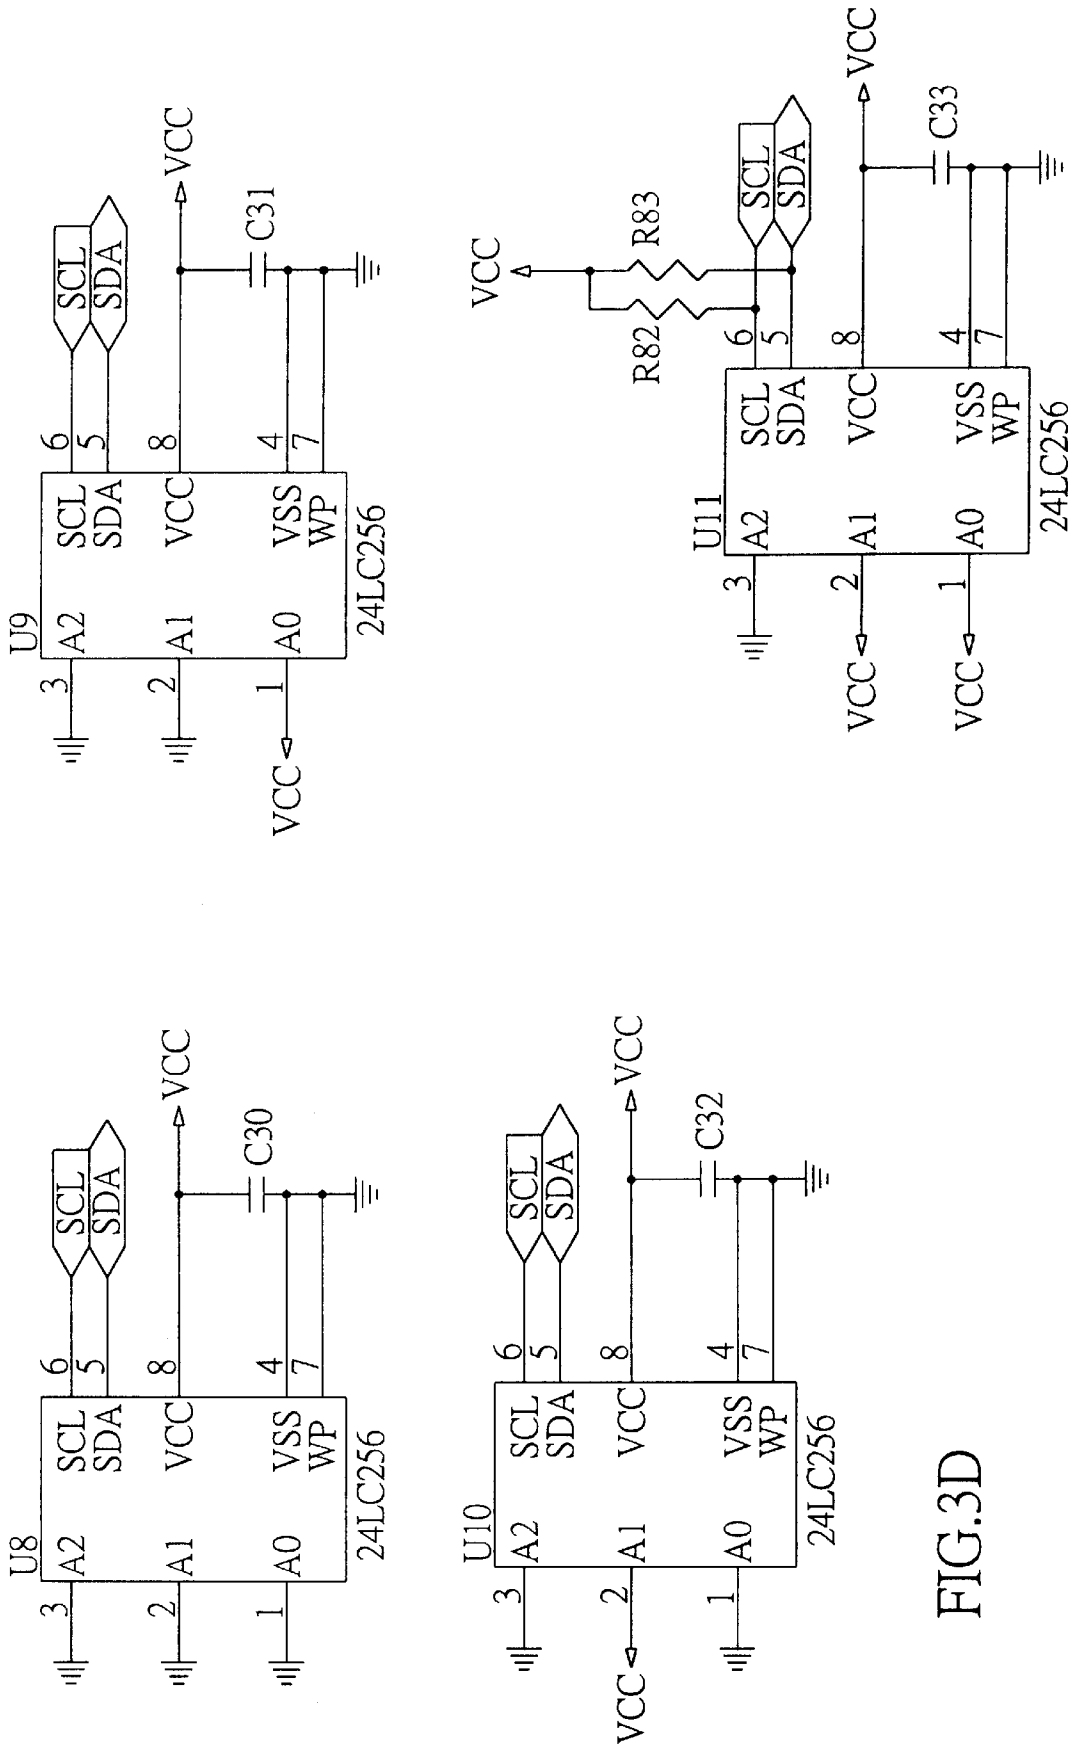 U8
3 A2 SCL 6 SCL
SDA 5 SDA
2 A1 VCC 8 VCC
C30
1 A0 VSS 4
WP 7
24LC256
U9
3 A2 SCL 6 SCL
SDA 5 SDA
2 A1 VCC 8 VCC
C31
VCC 1 A0 VSS 4
WP 7
24LC256
U10
3 A2 SCL 6 SCL
SDA 5 SDA
VCC 2 A1 VCC 8 VCC
C32
1 A0 VSS 4
WP 7
24LC256
VCC
R82 R83
U11
3 A2 SCL 6 SCL
SDA 5 SDA
VCC 2 A1 VCC 8 VCC
C33
VCC 1 A0 VSS 4
WP 7
24LC256
FIG.3D